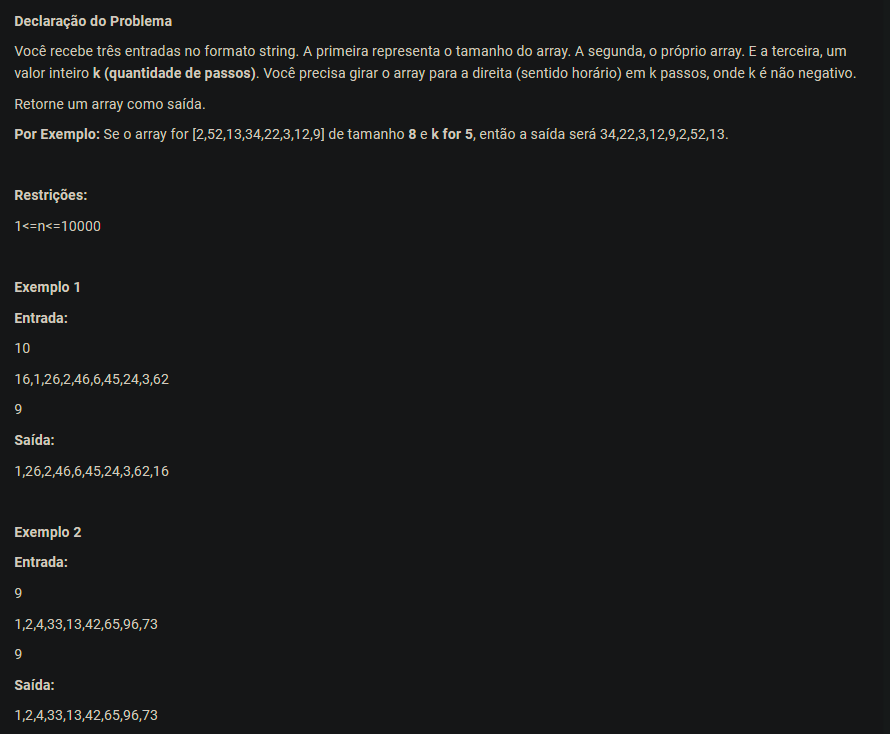 Declaração do Problema
Você recebe três entradas no formato string. A primeira representa o tamanho do array. A segunda, o próprio array. E a terceira, um
valor inteiro k (quantidade de passos). Você precisa girar o array para a direita (sentido horário) em k passos, onde k é não negativo.
Retorne um array como saída.
Por Exemplo: Se o array for [2,52,13,34,22,3,12,9] de tamanho 8 e k for 5, então a saída será 34,22,3,12,9,2,52,13.
Restrições:
1<=n<=10000
Exemplo 1
Entrada:
10
16,1,26,2,46,6,45,24,3,62
9
Saída:
1,26,2,46,6,45,24,3,62,16
Exemplo 2
Entrada:
9
1,2,4,33,13,42,65,96,73
9
Saída:
1,2,4,33,13,42,65,96,73